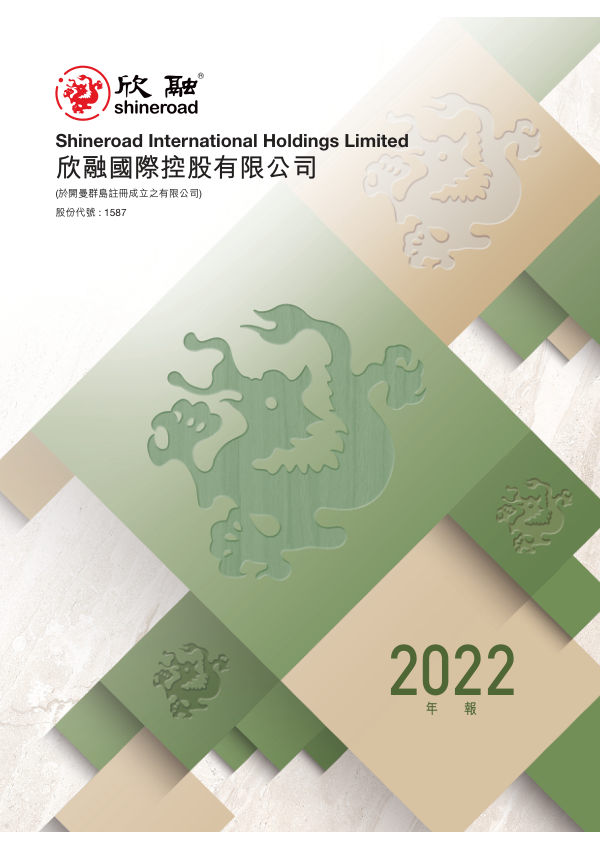 欣融®
shineroad
Shineroad International Holdings Limited
欣融國際控股有限公司
(於開曼群島註冊成立之有限公司)
股份代號 : 1587
2022
年 報